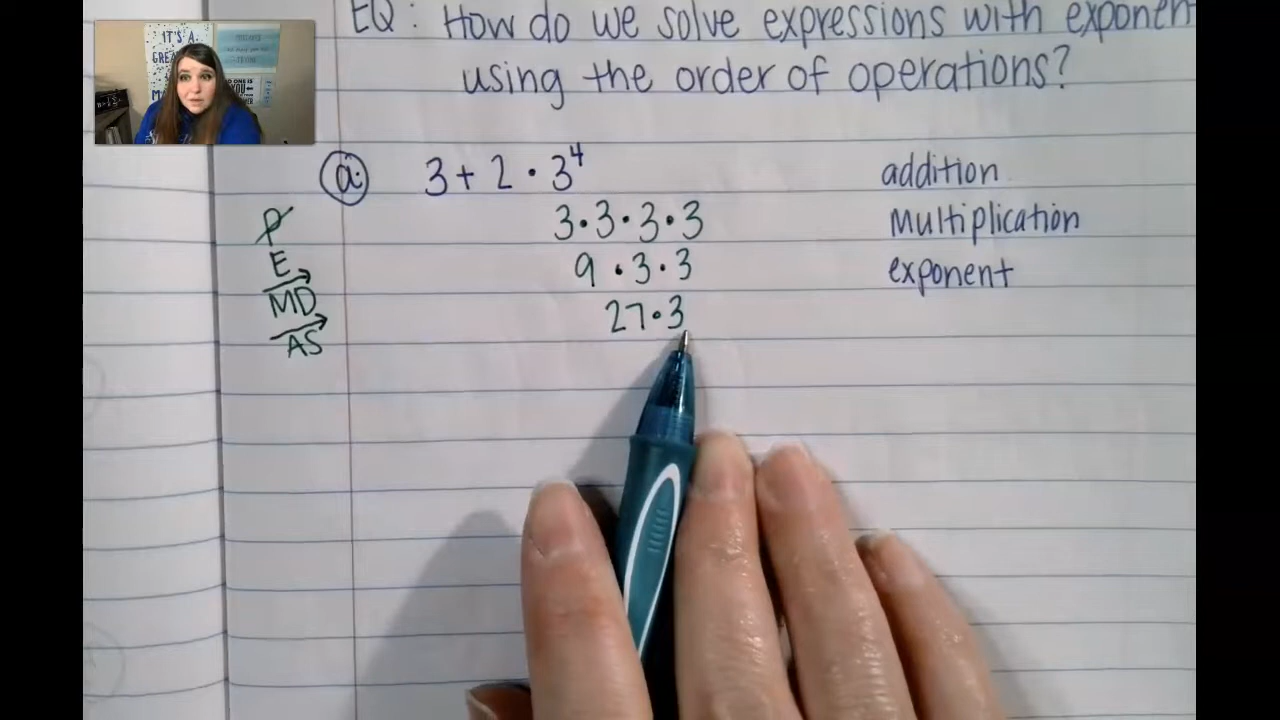 EQ: How do we solve expressions with exponen
using the order of operations?
IT'S A
a. 3 + 2 · 3⁴
addition
P
3·3·3·3
Multiplication
E
9·3·3
exponent
MD
27·3
AS